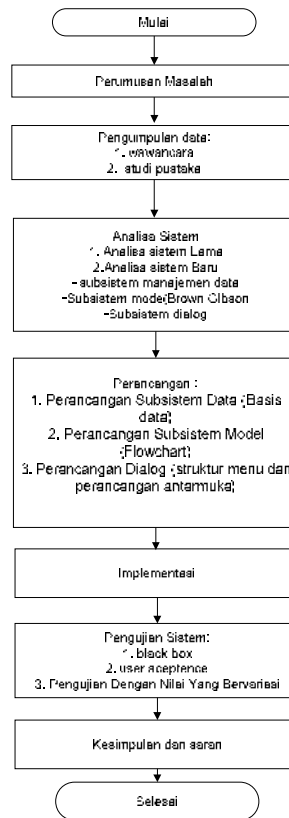 Mulai
Perumusan Masalah
Pengumpulan data:
1. wawancara
2. studi pustaka
Analisa Sistem
1. Analisa sistem Lama
2.Analisa sistem Baru
- subsistem manajemen data
-Subsistem model(Brown Gibson
-Subsistem dialog
Perancangan :
1. Perancangan Subsistem Data (Basis
data)
2. Perancangan Subsistem Model
(Flowchart)
3. Perancangan Dialog (struktur menu dan
perancangan antarmuka)
Implementasi
Pengujian Sistem:
1. black box
2. user aceptence
3. Pengujian Dengan Nilai Yang Bervariasi
Kesimpulan dan saran
Selesai